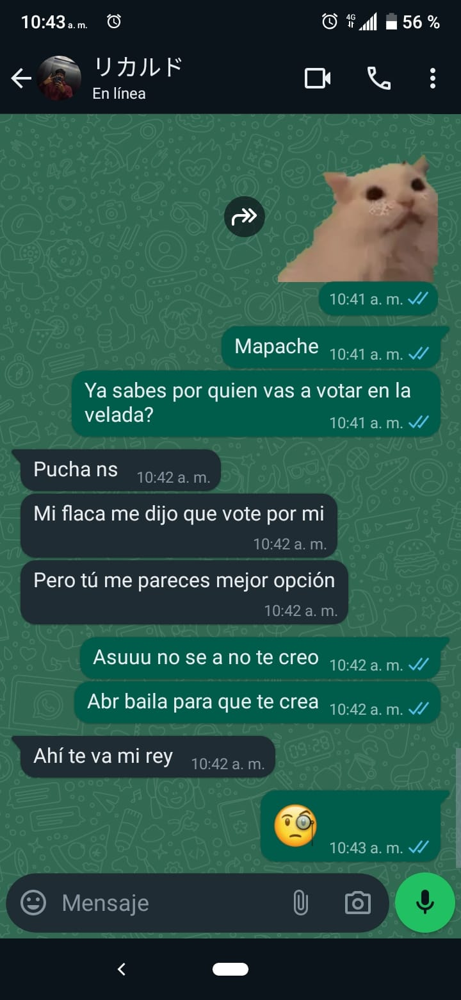 10:43 a. m.
4G
56 %
リカルド
En línea
10:41 a. m.
Mapache
10:41 a. m.
Ya sabes por quien vas a votar en la
velada?
10:41 a. m.
Pucha ns
10:42 a. m.
Mi flaca me dijo que vote por mi
10:42 a. m.
Pero tú me pareces mejor opción
10:42 a. m.
Asuuu no se a no te creo
10:42 a. m.
Abr baila para que te crea
10:42 a. m.
Ahí te va mi rey
10:42 a. m.
10:43 a. m.
Mensaje